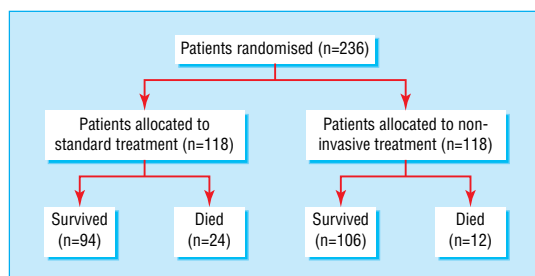 Patients randomised (n=236)
Patients allocated to
standard treatment (n=118)
Patients allocated to non-
invasive treatment (n=118)
Survived
(n=94)
Died
(n=24)
Survived
(n=106)
Died
(n=12)